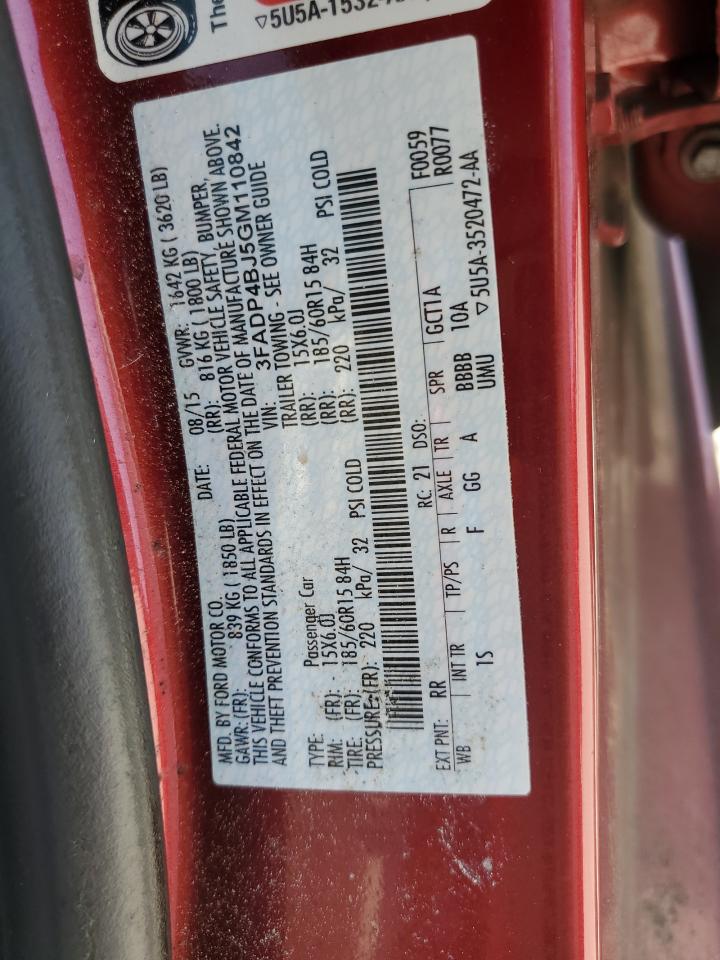 The
▽5U5A-1532
MFD. BY FORD MOTOR CO. DATE: 08/15 GVWR: 1642 KG ( 3620 LB)
GAWR: (FR): 839 KG ( 1850 LB) (RR): 816 KG ( 1800 LB)
THIS VEHICLE CONFORMS TO ALL APPLICABLE FEDERAL MOTOR VEHICLE SAFETY, BUMPER,
AND THEFT PREVENTION STANDARDS IN EFFECT ON THE DATE OF MANUFACTURE SHOWN ABOVE.
VIN: 3FADP4BJ5GM110842
TYPE: Passenger Car TRAILER TOWING - SEE OWNER GUIDE
RIM: (FR): 15X6.0J (RR): 15X6.0J
TIRE: (FR): 185/60R15 84H (RR): 185/60R15 84H
PRESSURE:(FR): 220 kPa/ 32 PSI COLD (RR): 220 kPa/ 32 PSI COLD
EXT PNT: RR RC: 21 DSO: F0059
WB INT TR TP/PS R AXLE TR SPR GCT1A R0077
1S F GG A BBBB 10A
UMU ▽5U5A-3520472-AA